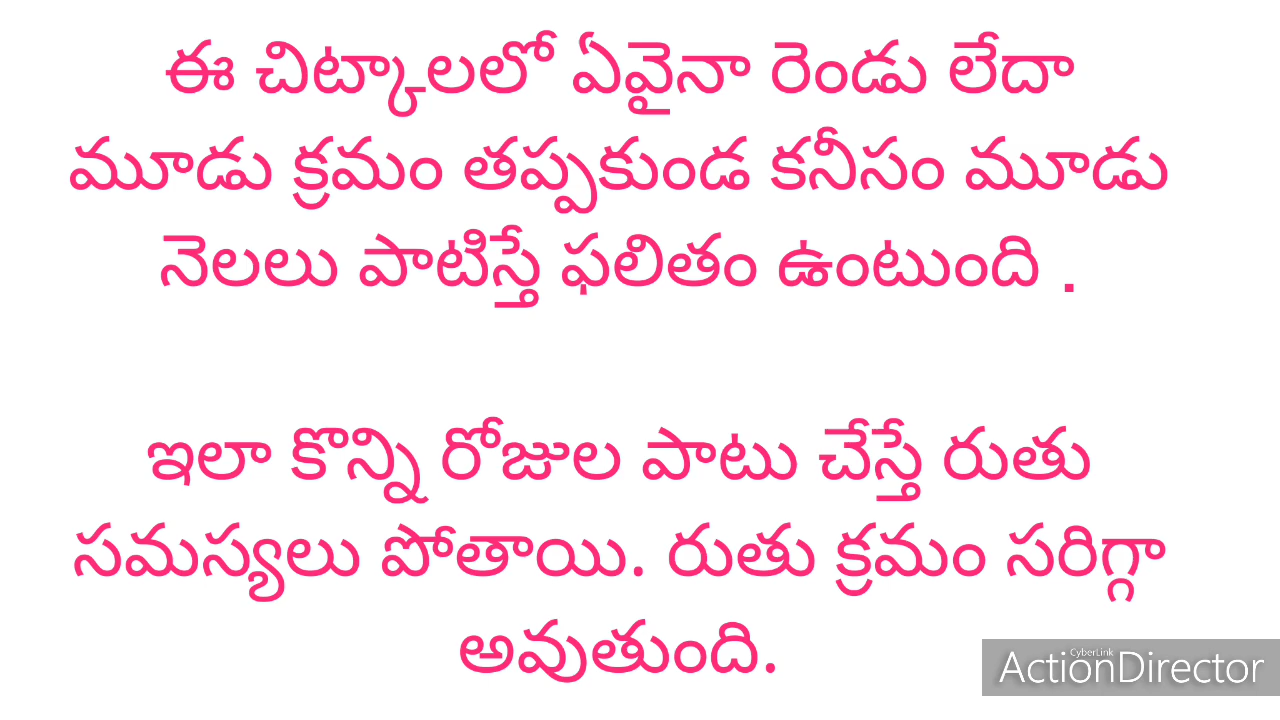 ఈ చిట్కాలలో ఏవైనా రెండు లేదా
మూడు క్రమం తప్పకుండ కనీసం మూడు
నెలలు పాటిస్తే ఫలితం ఉంటుంది .
ఇలా కొన్ని రోజుల పాటు చేస్తే రుతు
సమస్యలు పోతాయి. రుతు క్రమం సరిగ్గా
అవుతుంది.
CyberLink
ActionDirector